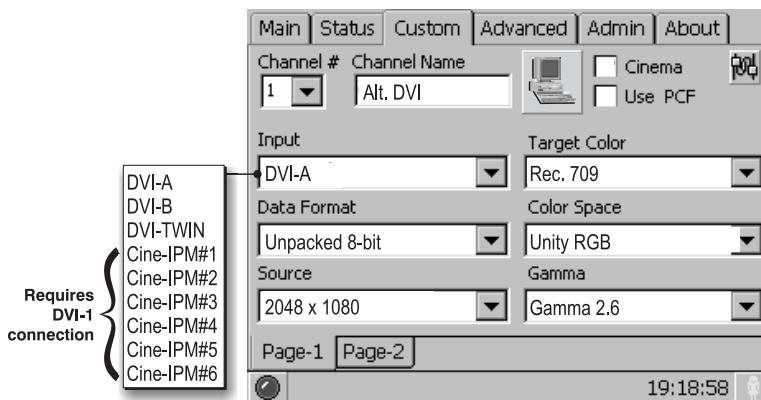 Main Status Custom Advanced Admin About
Channel # Channel Name
1 Alt. DVI
Cinema
Use PCF
Input
DVI-A
Target Color
Rec. 709
Data Format
Unpacked 8-bit
Color Space
Unity RGB
Source
2048 x 1080
Gamma
Gamma 2.6
Page-1 Page-2
19:18:58
DVI-A
DVI-B
DVI-TWIN
Cine-IPM#1
Cine-IPM#2
Cine-IPM#3
Cine-IPM#4
Cine-IPM#5
Cine-IPM#6
Requires
DVI-1
connection